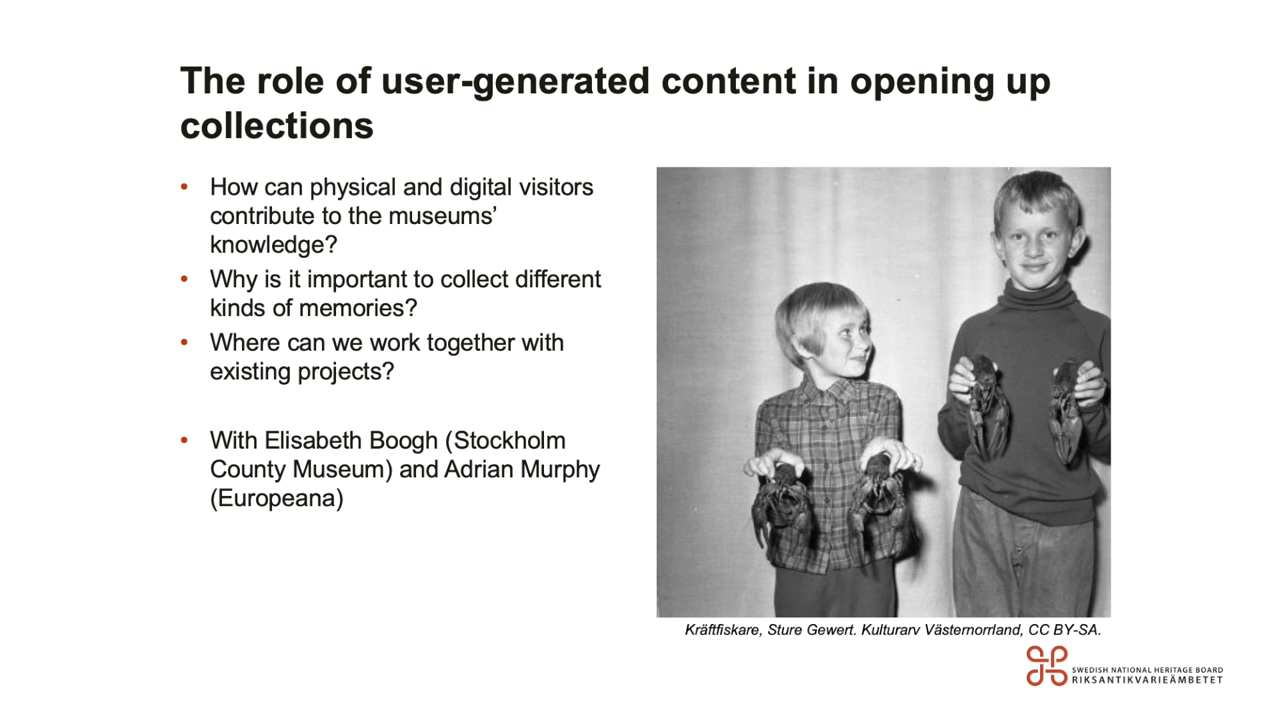 The role of user-generated content in opening up
collections
• How can physical and digital visitors
contribute to the museums’
knowledge?
• Why is it important to collect different
kinds of memories?
• Where can we work together with
existing projects?
• With Elisabeth Boogh (Stockholm
County Museum) and Adrian Murphy
(Europeana)
Kräftfiskare, Sture Gewert. Kulturarv Västernorrland, CC BY-SA.
SWEDISH NATIONAL HERITAGE BOARD
RIKSANTIKVARIEÄMBETET